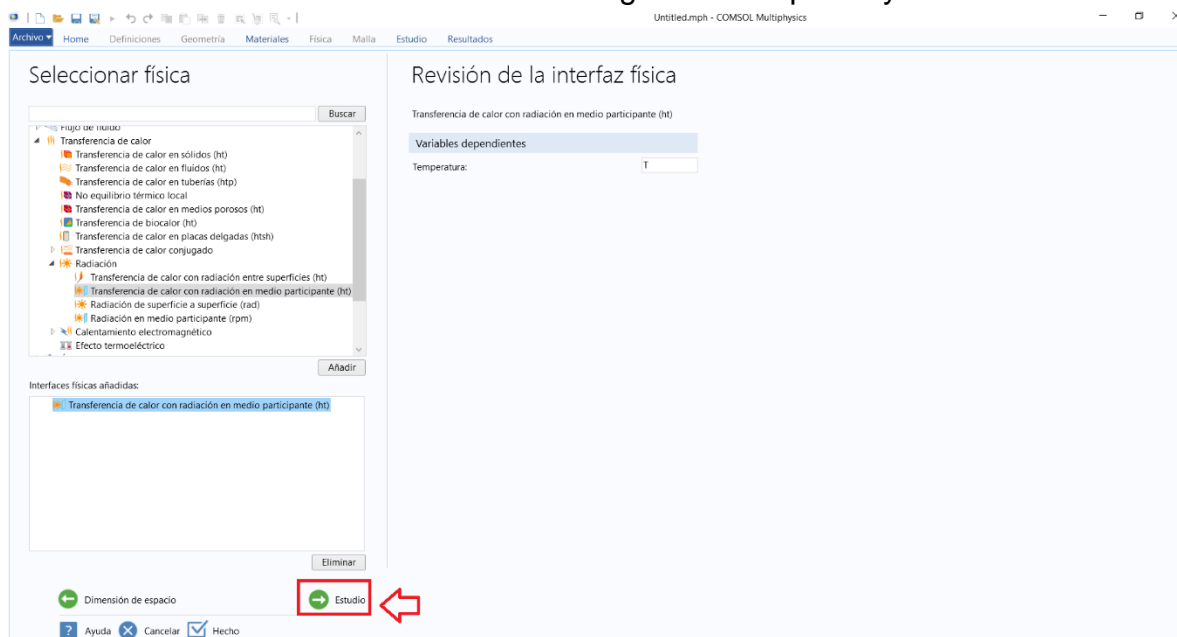 Untitled.mph - COMSOL Multiphysics
Archivo Home Definiciones Geometría Materiales Física Malla Estudio Resultados
Seleccionar física
Buscar
Flujo de fluido
Transferencia de calor
Transferencia de calor en sólidos (ht)
Transferencia de calor en fluidos (ht)
Transferencia de calor en tuberías (htp)
No equilibrio térmico local
Transferencia de calor en medios porosos (ht)
Transferencia de biocalor (ht)
Transferencia de calor en placas delgadas (htsh)
Transferencia de calor conjugado
Radiación
Transferencia de calor con radiación entre superficies (ht)
Transferencia de calor con radiación en medio participante (ht)
Radiación de superficie a superficie (rad)
Radiación en medio participante (rpm)
Calentamiento electromagnético
Efecto termoeléctrico
Añadir
Interfaces físicas añadidas:
Transferencia de calor con radiación en medio participante (ht)
Eliminar
Dimensión de espacio
Estudio
Ayuda Cancelar Hecho
Revisión de la interfaz física
Transferencia de calor con radiación en medio participante (ht)
Variables dependientes
Temperatura: T